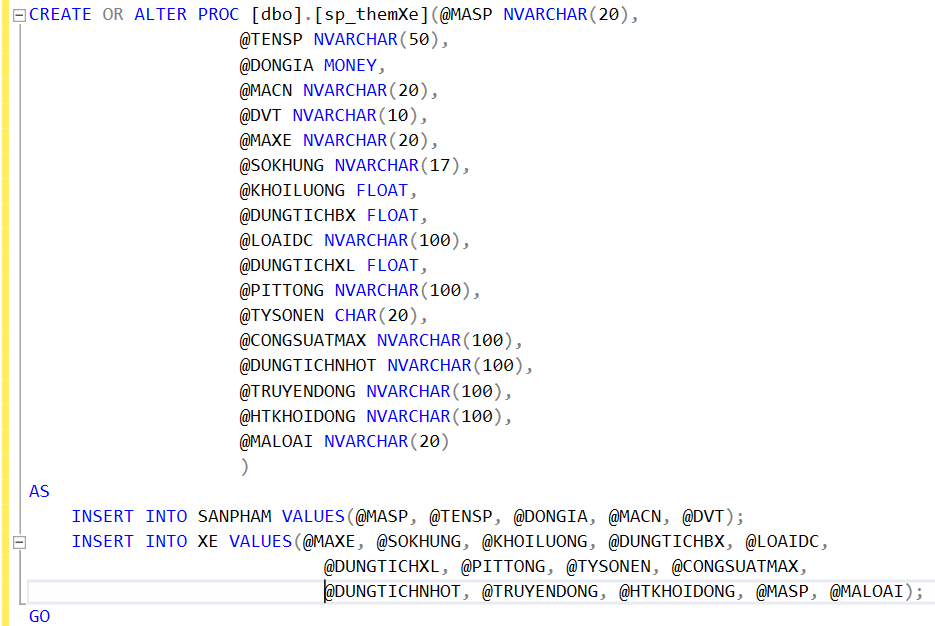 CREATE OR ALTER PROC [dbo].[sp_themXe](@MASP NVARCHAR(20),
@TENSP NVARCHAR(50),
@DONGIA MONEY,
@MACN NVARCHAR(20),
@DVT NVARCHAR(10),
@MAXE NVARCHAR(20),
@SOKHUNG NVARCHAR(17),
@KHOILUONG FLOAT,
@DUNGTICHBX FLOAT,
@LOAIDC NVARCHAR(100),
@DUNGTICHXL FLOAT,
@PITTONG NVARCHAR(100),
@TYSONEN CHAR(20),
@CONGSUATMAX NVARCHAR(100),
@DUNGTICHNHOT NVARCHAR(100),
@TRUYENDONG NVARCHAR(100),
@HTKHOIDONG NVARCHAR(100),
@MALOAI NVARCHAR(20)
)
AS
INSERT INTO SANPHAM VALUES(@MASP, @TENSP, @DONGIA, @MACN, @DVT);
INSERT INTO XE VALUES(@MAXE, @SOKHUNG, @KHOILUONG, @DUNGTICHBX, @LOAIDC,
@DUNGTICHXL, @PITTONG, @TYSONEN, @CONGSUATMAX,
@DUNGTICHNHOT, @TRUYENDONG, @HTKHOIDONG, @MASP, @MALOAI);
GO